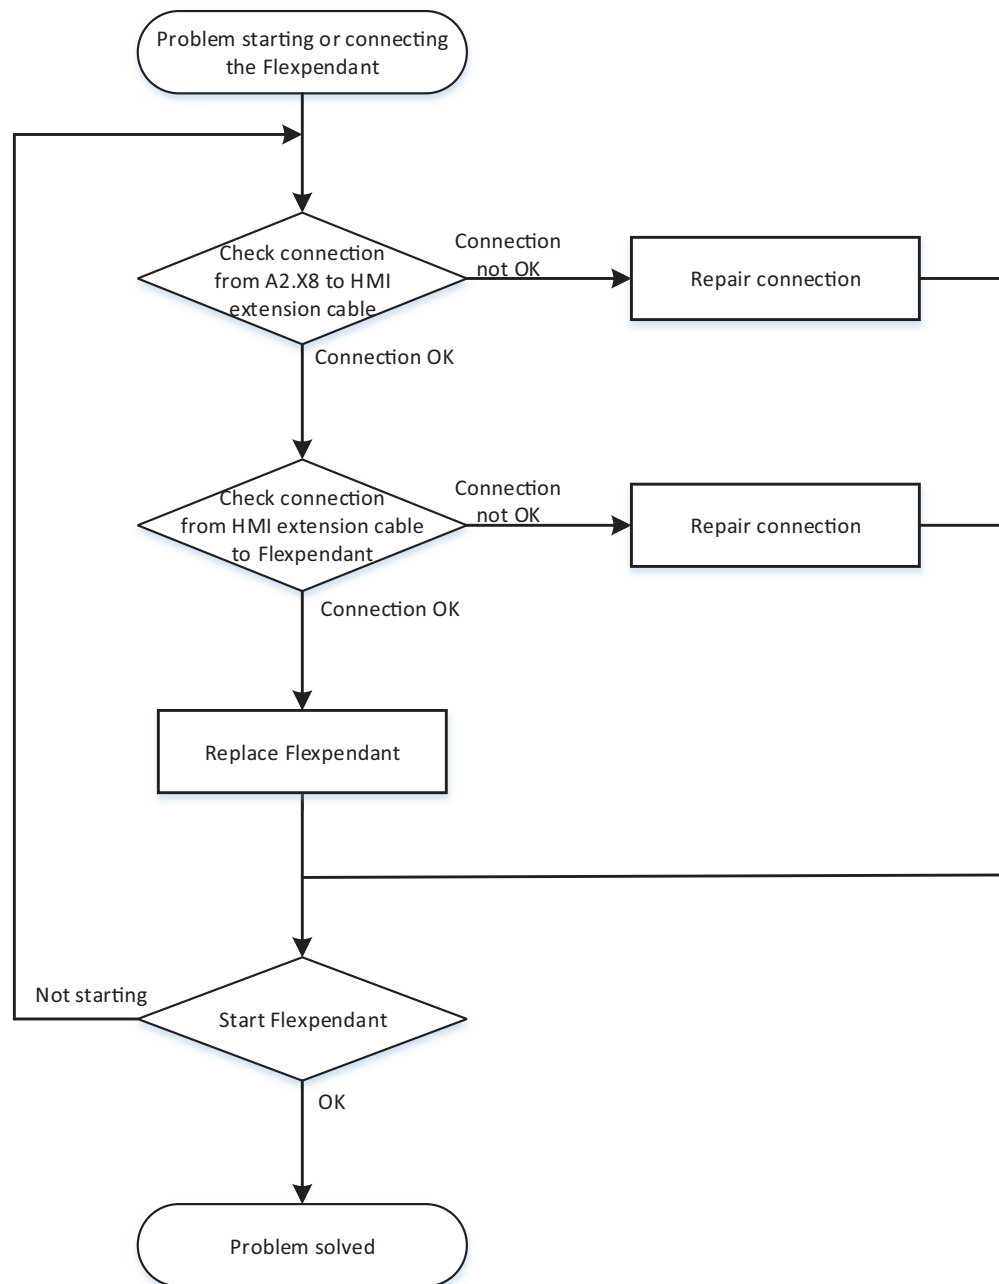 Problem starting or connecting
the Flexpendant
Check connection
from A2.X8 to HMI
extension cable
Connection
not OK
Repair connection
Connection OK
Check connection
from HMI extension cable
to Flexpendant
Connection
not OK
Repair connection
Connection OK
Replace Flexpendant
Not starting
Start Flexpendant
OK
Problem solved